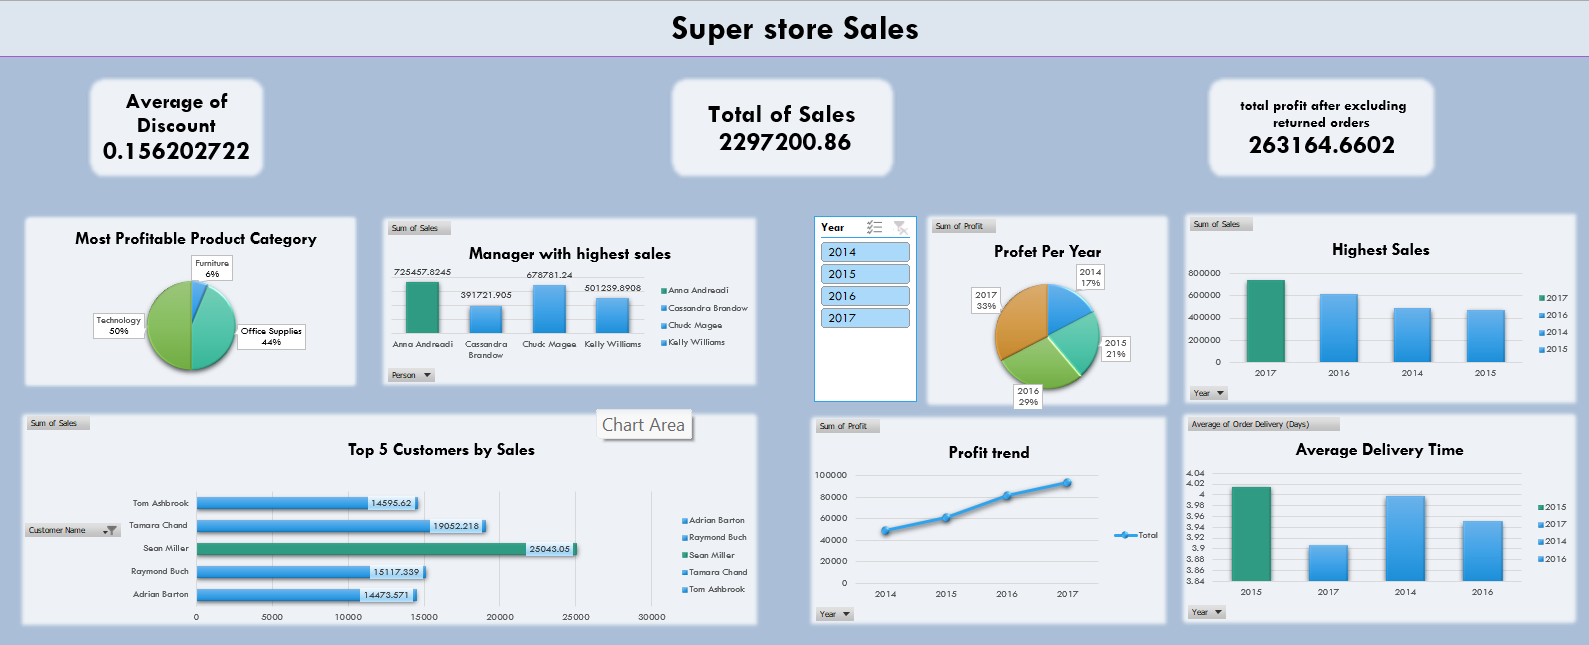 Super store Sales
Average of
Discount
0.156202722
Total of Sales
2297200.86
total profit after excluding
returned orders
263164.6602
Most Profitable Product Category
Furniture
6%
Technology
50%
Office Supplies
44%
Sum of Sales
Manager with highest sales
725457.8245
391721.905
678781.24
501239.8908
Anna Andreadi
Cassandra
Brandow
Chuck Magee
Kelly Williams
Anna Andreadi
Cassandra Brandow
Chuck Magee
Kelly Williams
Person
Year
2014
2015
2016
2017
Sum of Profit
Profet Per Year
2014
17%
2017
33%
2015
21%
2016
29%
Sum of Sales
Highest Sales
800000
600000
400000
200000
0
2017
2016
2014
2015
2017
2016
2014
2015
Year
Sum of Sales
Chart Area
Top 5 Customers by Sales
Customer Name
Tom Ashbrook
14595.62
Tamara Chand
19052.218
Sean Miller
25043.05
Raymond Buch
15117.339
Adrian Barton
14473.571
0
5000
10000
15000
20000
25000
30000
Adrian Barton
Raymond Buch
Sean Miller
Tamara Chand
Tom Ashbrook
Sum of Profit
Profit trend
100000
80000
60000
40000
20000
0
2014
2015
2016
2017
Total
Year
Average of Order Delivery (Days)
Average Delivery Time
4.04
4.02
4
3.98
3.96
3.94
3.92
3.9
3.88
3.86
3.84
2015
2017
2014
2016
2015
2017
2014
2016
Year